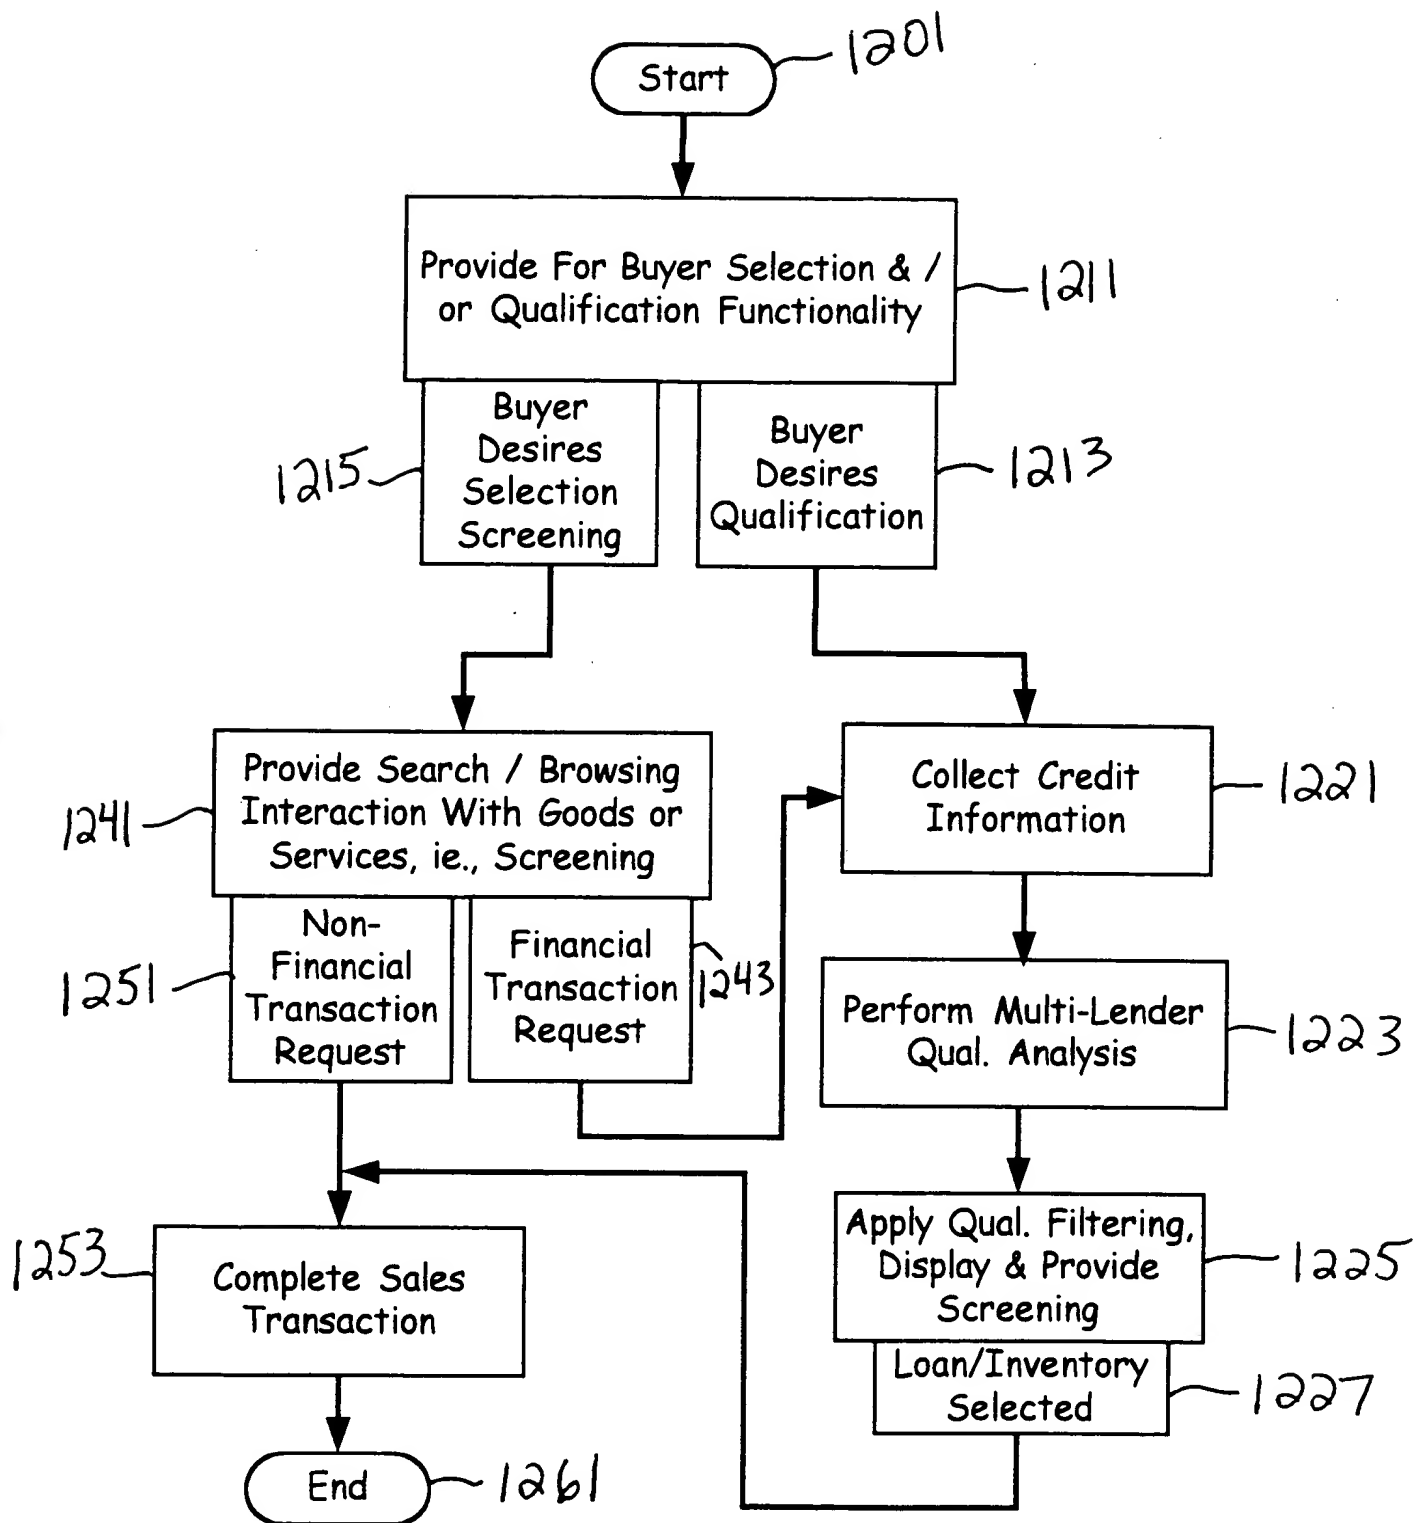 Start
1201
Provide For Buyer Selection & /
or Qualification Functionality
1211
Buyer
Desires
Selection
Screening
1215
Buyer
Desires
Qualification
1213
Provide Search / Browsing
Interaction With Goods or
Services, ie., Screening
1241
Collect Credit
Information
1221
Non-
Financial
Transaction
Request
1251
Financial
Transaction
Request
1243
Perform Multi-Lender
Qual. Analysis
1223
Apply Qual. Filtering,
Display & Provide
Screening
1225
Loan/Inventory
Selected
1227
Complete Sales
Transaction
1253
End
1261